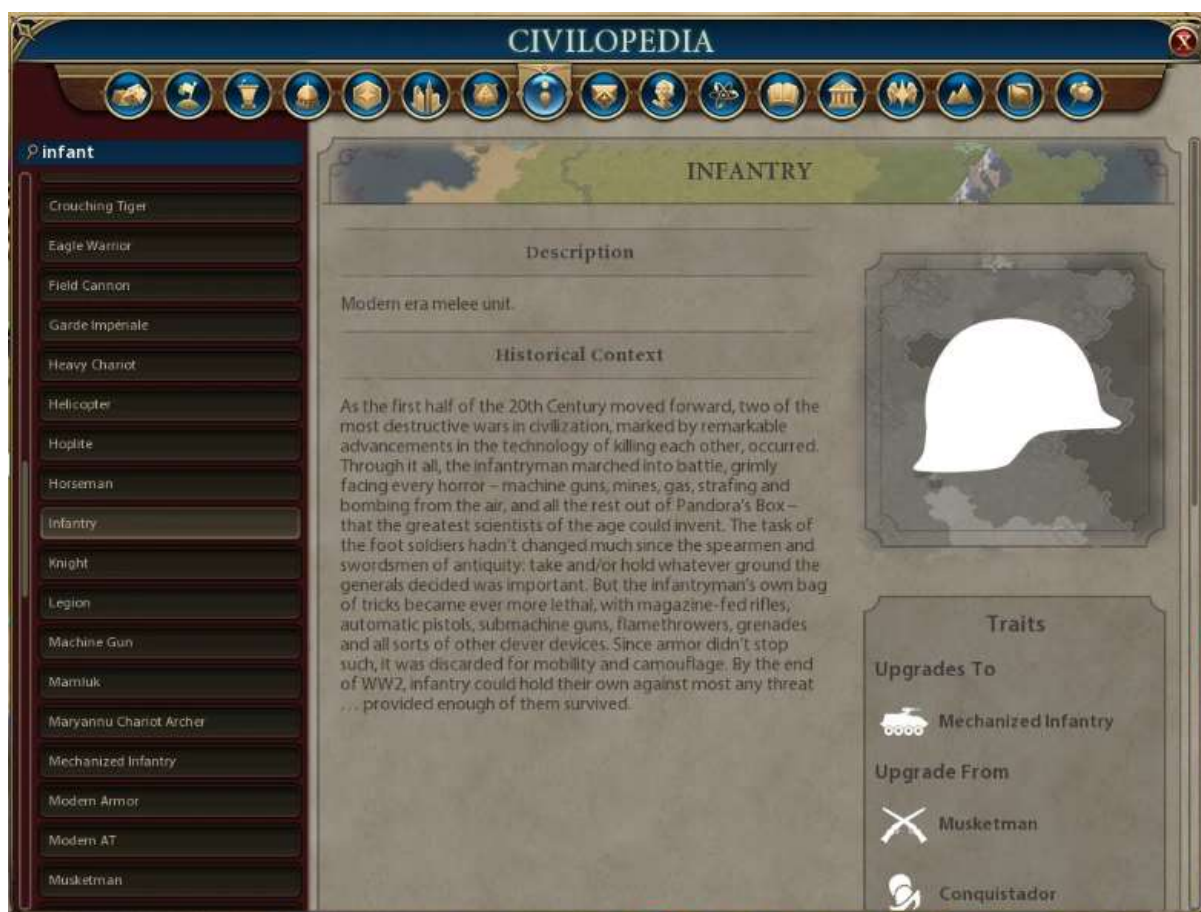 CIVILOPEDIA
X
infant
Crouching Tiger
Eagle Warrior
Field Cannon
Garde Impériale
Heavy Chariot
Helicopter
Hoplite
Horseman
Infantry
Knight
Legion
Machine Gun
Mamluk
Maryannu Chariot Archer
Mechanized Infantry
Modern Armor
Modern AT
Musketman
INFANTRY
Description
Modern era melee unit.
Historical Context
As the first half of the 20th Century moved forward, two of the
most destructive wars in civilization, marked by remarkable
advancements in the technology of killing each other, occurred.
Through it all, the infantryman marched into battle, grimly
facing every horror – machine guns, mines, gas, strafing and
bombing from the air, and all the rest out of Pandora's Box –
that the greatest scientists of the age could invent. The task of
the foot soldiers hadn't changed much since the spearmen and
swordsmen of antiquity: take and/or hold whatever ground the
generals decided was important. But the infantryman's own bag
of tricks became ever more lethal, with magazine-fed rifles,
automatic pistols, submachine guns, flamethrowers, grenades
and all sorts of other clever devices. Since armor didn't stop
such, it was discarded for mobility and camouflage. By the end
of WW2, infantry could hold their own against most any threat
… provided enough of them survived.
Traits
Upgrades To
Mechanized Infantry
Upgrade From
Musketman
Conquistador